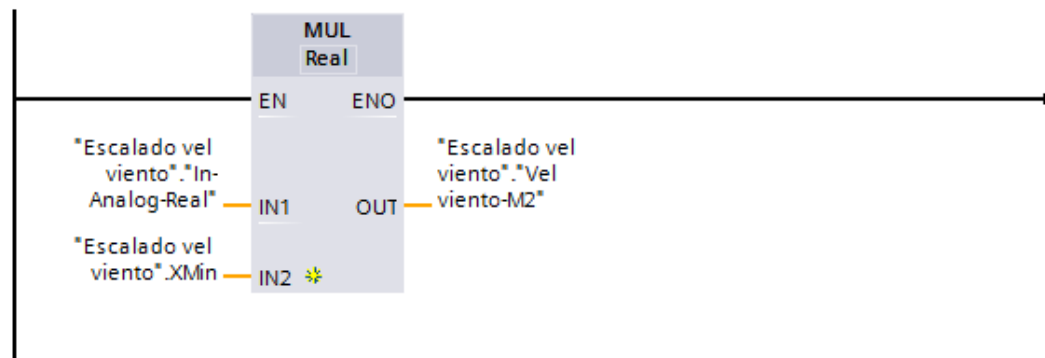 MUL
Real
EN ENO
"Escalado vel
viento"."In-
Analog-Real"
IN1
OUT
"Escalado vel
viento"."Vel
viento-M2"
"Escalado vel
viento".XMin
IN2